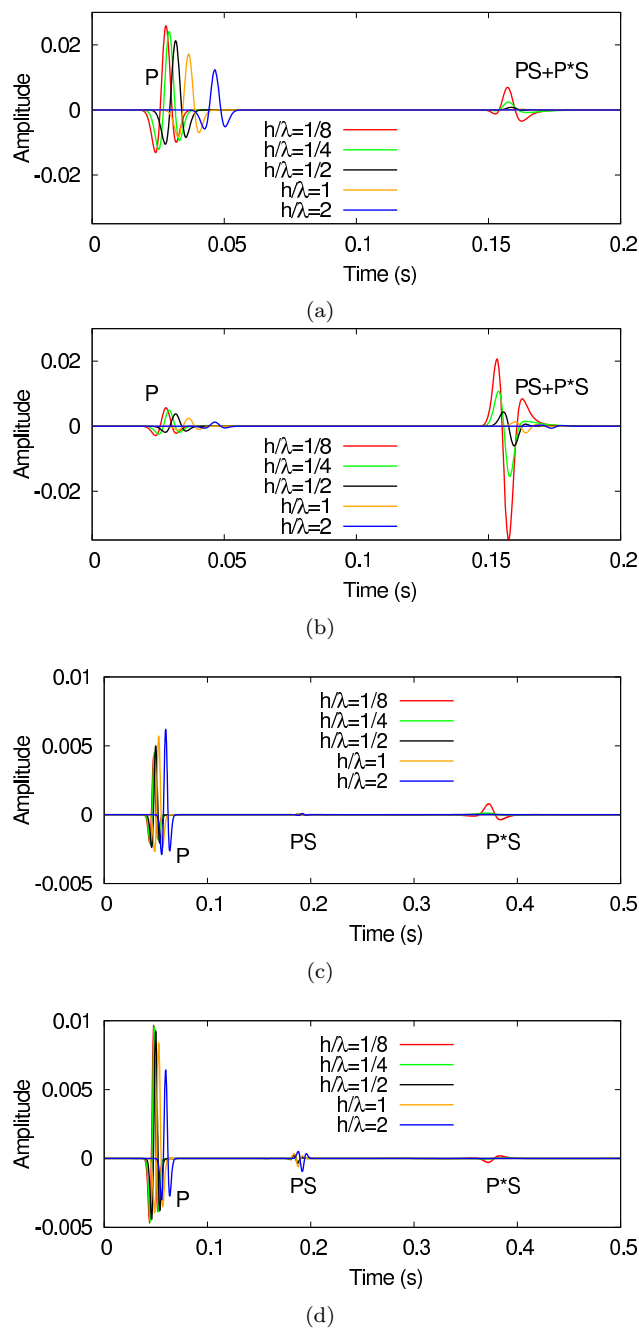 0.02
0
-0.02
Amplitude
P
PS+P*S
h/λ=1/8
h/λ=1/4
h/λ=1/2
h/λ=1
h/λ=2
0 0.05 0.1 0.15 0.2
Time (s)
(a)
0.02
0
-0.02
Amplitude
P
PS+P*S
h/λ=1/8
h/λ=1/4
h/λ=1/2
h/λ=1
h/λ=2
0 0.05 0.1 0.15 0.2
Time (s)
(b)
0.01
0.005
0
-0.005
Amplitude
h/λ=1/8
h/λ=1/4
h/λ=1/2
h/λ=1
h/λ=2
P PS P*S
0 0.1 0.2 0.3 0.4 0.5
Time (s)
(c)
0.01
0.005
0
-0.005
Amplitude
h/λ=1/8
h/λ=1/4
h/λ=1/2
h/λ=1
h/λ=2
P PS P*S
0 0.1 0.2 0.3 0.4 0.5
Time (s)
(d)